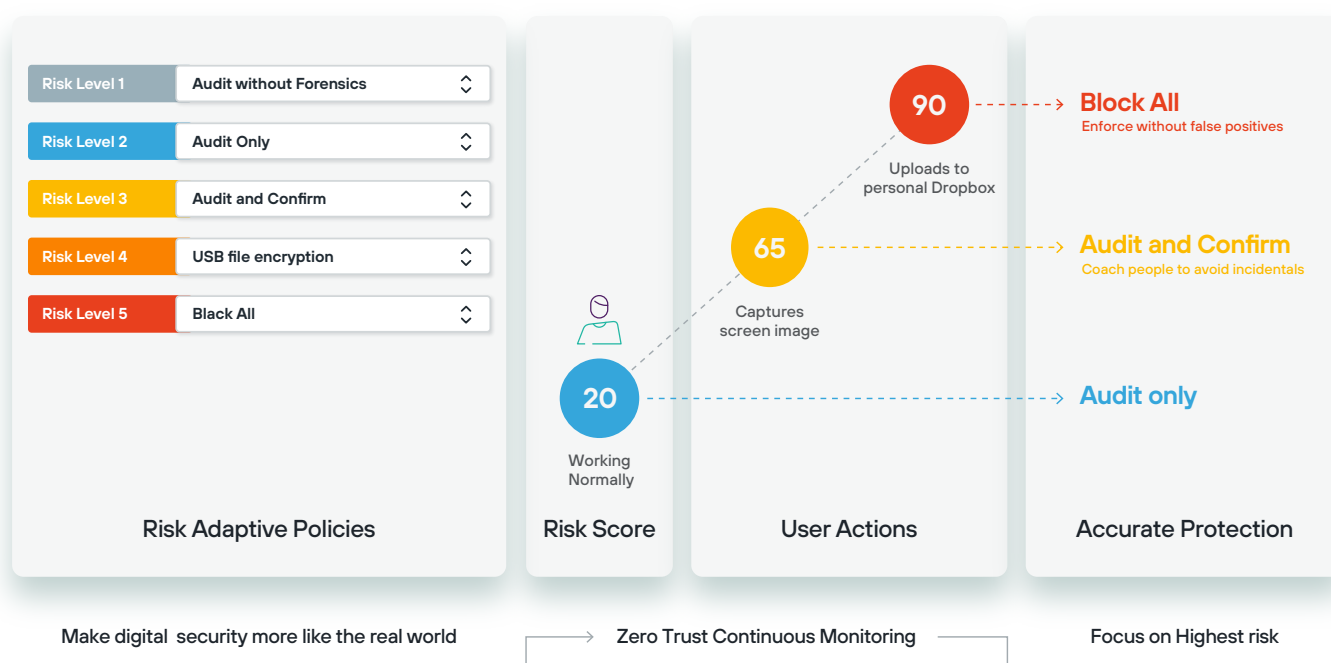 Risk Level 1 Audit without Forensics
Risk Level 2 Audit Only
Risk Level 3 Audit and Confirm
Risk Level 4 USB file encryption
Risk Level 5 Black All
Risk Adaptive Policies
20
Working
Normally
Risk Score
90
Uploads to
personal Dropbox
65
Captures
screen image
User Actions
Block All
Enforce without false positives
Audit and Confirm
Coach people to avoid incidentals
Audit only
Accurate Protection
Make digital security more like the real world
Zero Trust Continuous Monitoring
Focus on Highest risk